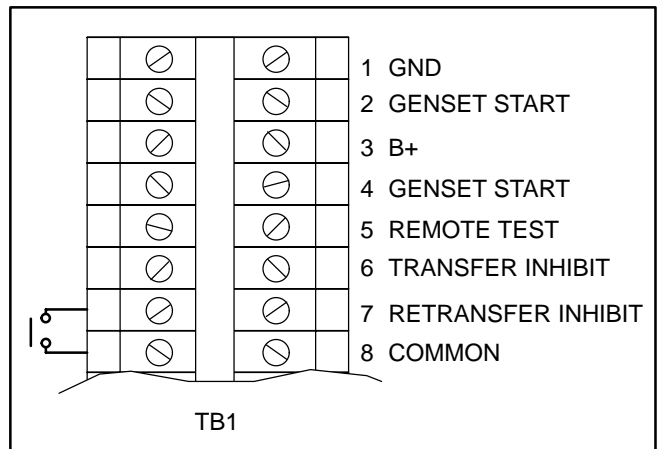 1 GND
2 GENSET START
3 B+
4 GENSET START
5 REMOTE TEST
6 TRANSFER INHIBIT
7 RETRANSFER INHIBIT
8 COMMON
TB1